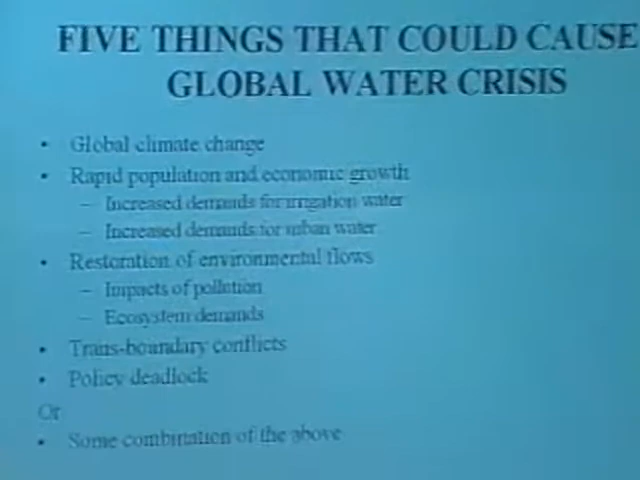 FIVE THINGS THAT COULD CAUSE
GLOBAL WATER CRISIS
• Global climate change
• Rapid population and economic growth
– Increased demands for irrigation water
– Increased demands for urban water
• Restoration of environmental flows
– Impacts of pollution
– Ecosystem demands
• Trans-boundary conflicts
• Policy deadlock
Or
• Some combination of the above